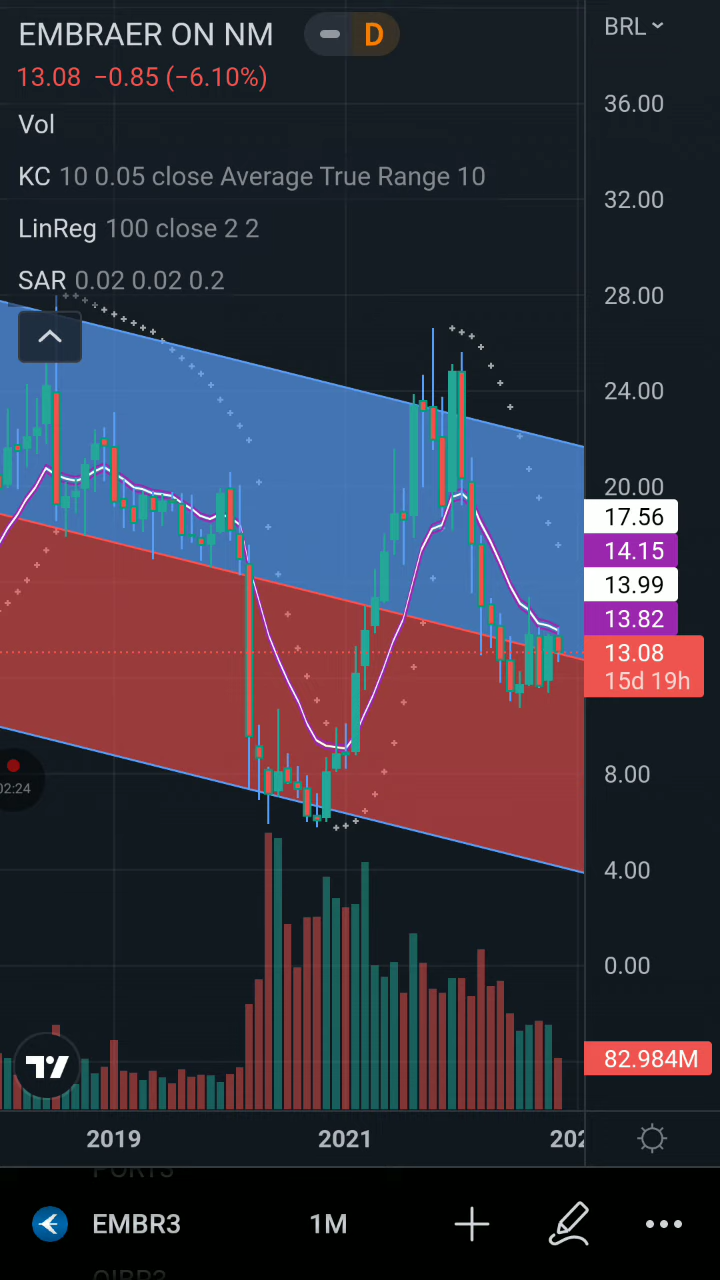 EMBRAER ON NM
D
BRL
13.08 −0.85 (−6.10%)
Vol
KC 10 0.05 close Average True Range 10
LinReg 100 close 2 2
SAR 0.02 0.02 0.2
36.00
32.00
28.00
24.00
20.00
17.56
14.15
13.99
13.82
13.08
15d 19h
8.00
4.00
0.00
82.984M
02:24
2019
2021
EMBR3
1M